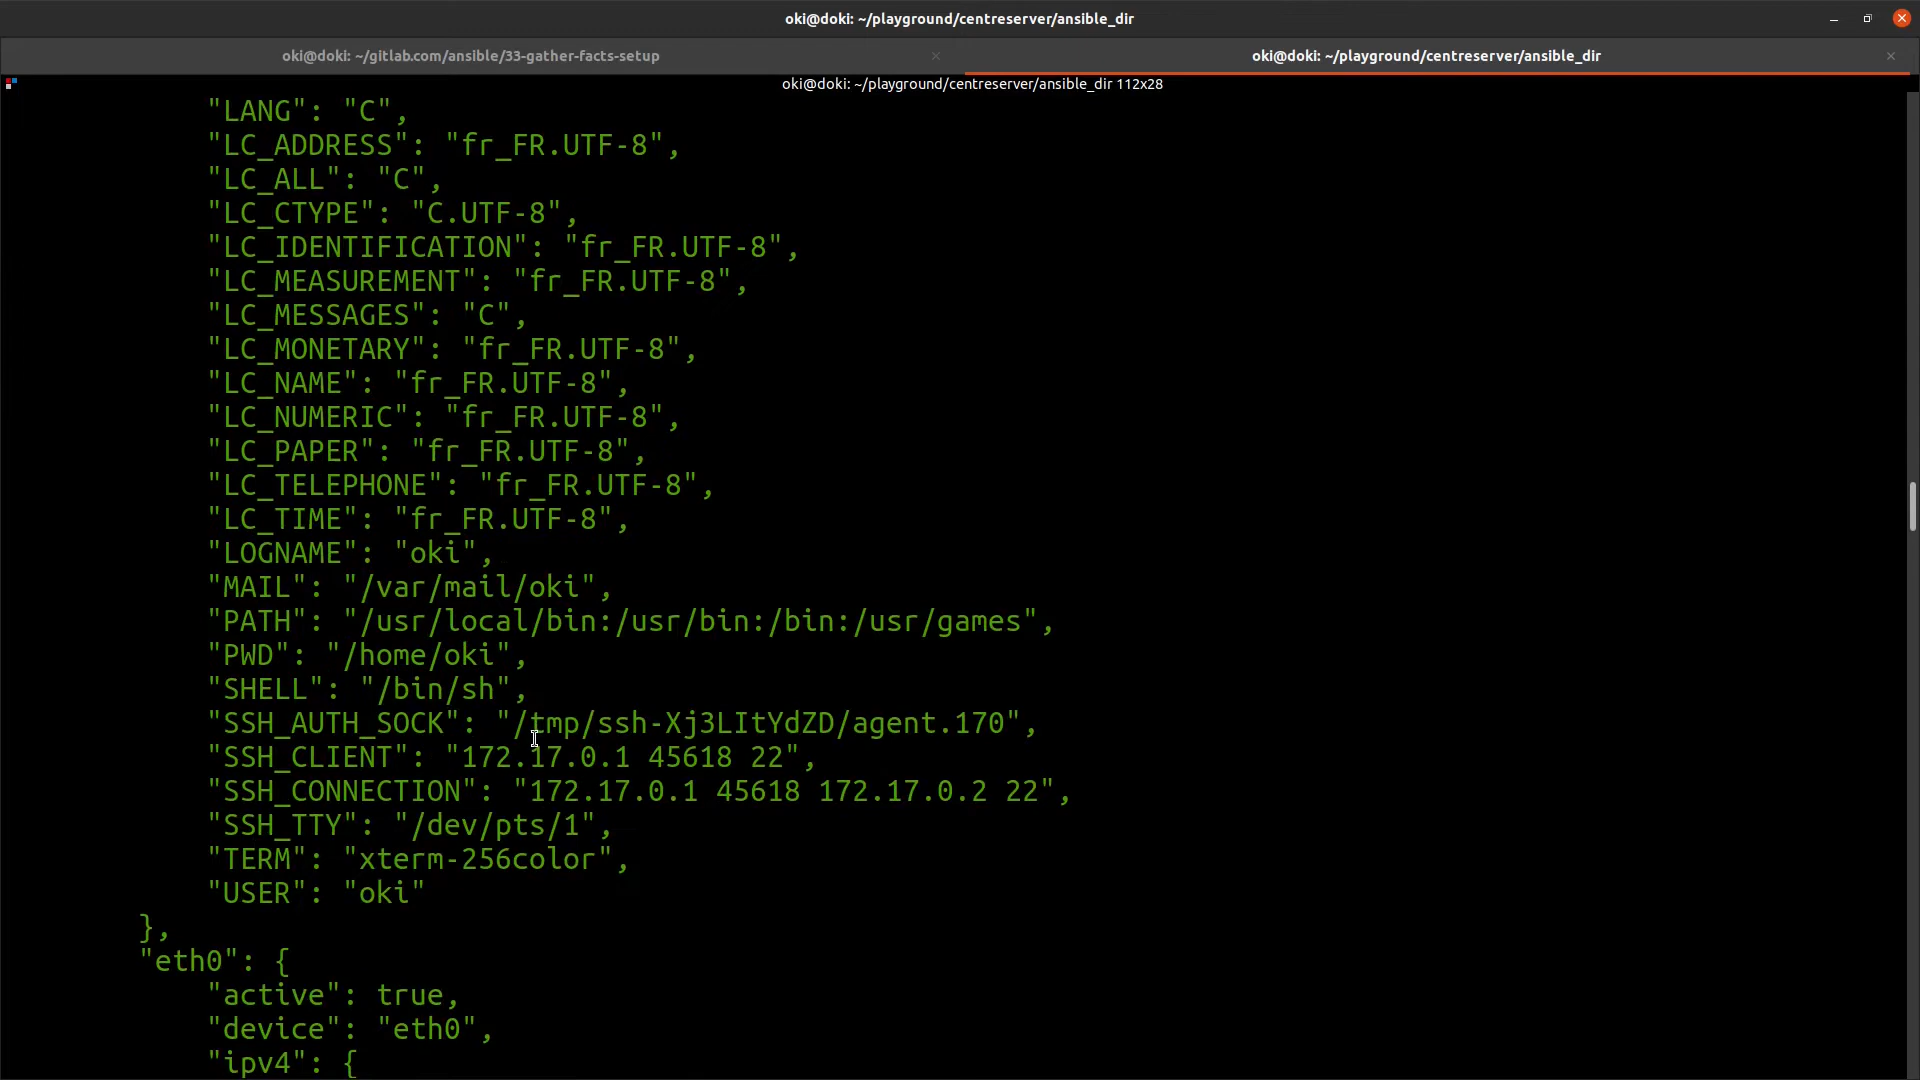 oki@doki: ~/playground/centreserver/ansible_dir
oki@doki: ~/gitlab.com/ansible/33-gather-facts-setup
oki@doki: ~/playground/centreserver/ansible_dir
oki@doki: ~/playground/centreserver/ansible_dir 112x28
"LANG": "C",
"LC_ADDRESS": "fr_FR.UTF-8",
"LC_ALL": "C",
"LC_CTYPE": "C.UTF-8",
"LC_IDENTIFICATION": "fr_FR.UTF-8",
"LC_MEASUREMENT": "fr_FR.UTF-8",
"LC_MESSAGES": "C",
"LC_MONETARY": "fr_FR.UTF-8",
"LC_NAME": "fr_FR.UTF-8",
"LC_NUMERIC": "fr_FR.UTF-8",
"LC_PAPER": "fr_FR.UTF-8",
"LC_TELEPHONE": "fr_FR.UTF-8",
"LC_TIME": "fr_FR.UTF-8",
"LOGNAME": "oki",
"MAIL": "/var/mail/oki",
"PATH": "/usr/local/bin:/usr/bin:/bin:/usr/games",
"PWD": "/home/oki",
"SHELL": "/bin/sh",
"SSH_AUTH_SOCK": "/tmp/ssh-Xj3LItYdZD/agent.170",
"SSH_CLIENT": "172.17.0.1 45618 22",
"SSH_CONNECTION": "172.17.0.1 45618 172.17.0.2 22",
"SSH_TTY": "/dev/pts/1",
"TERM": "xterm-256color",
"USER": "oki"
},
"eth0": {
"active": true,
"device": "eth0",
"ipv4": {